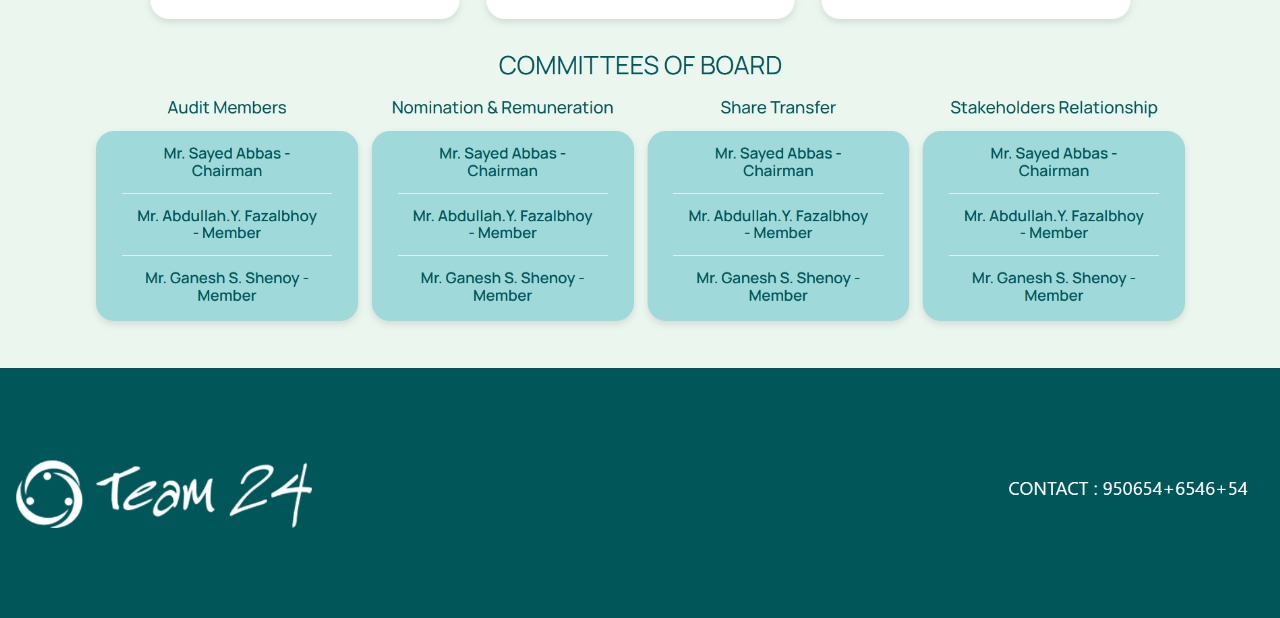 COMMITTEES OF BOARD
Audit Members
Mr. Sayed Abbas -
Chairman
Mr. Abdullah.Y. Fazalbhoy
- Member
Mr. Ganesh S. Shenoy -
Member
Nomination & Remuneration
Mr. Sayed Abbas -
Chairman
Mr. Abdullah.Y. Fazalbhoy
- Member
Mr. Ganesh S. Shenoy -
Member
Share Transfer
Mr. Sayed Abbas -
Chairman
Mr. Abdullah.Y. Fazalbhoy
- Member
Mr. Ganesh S. Shenoy -
Member
Stakeholders Relationship
Mr. Sayed Abbas -
Chairman
Mr. Abdullah.Y. Fazalbhoy
- Member
Mr. Ganesh S. Shenoy -
Member
Team 24
CONTACT : 950654+6546+54